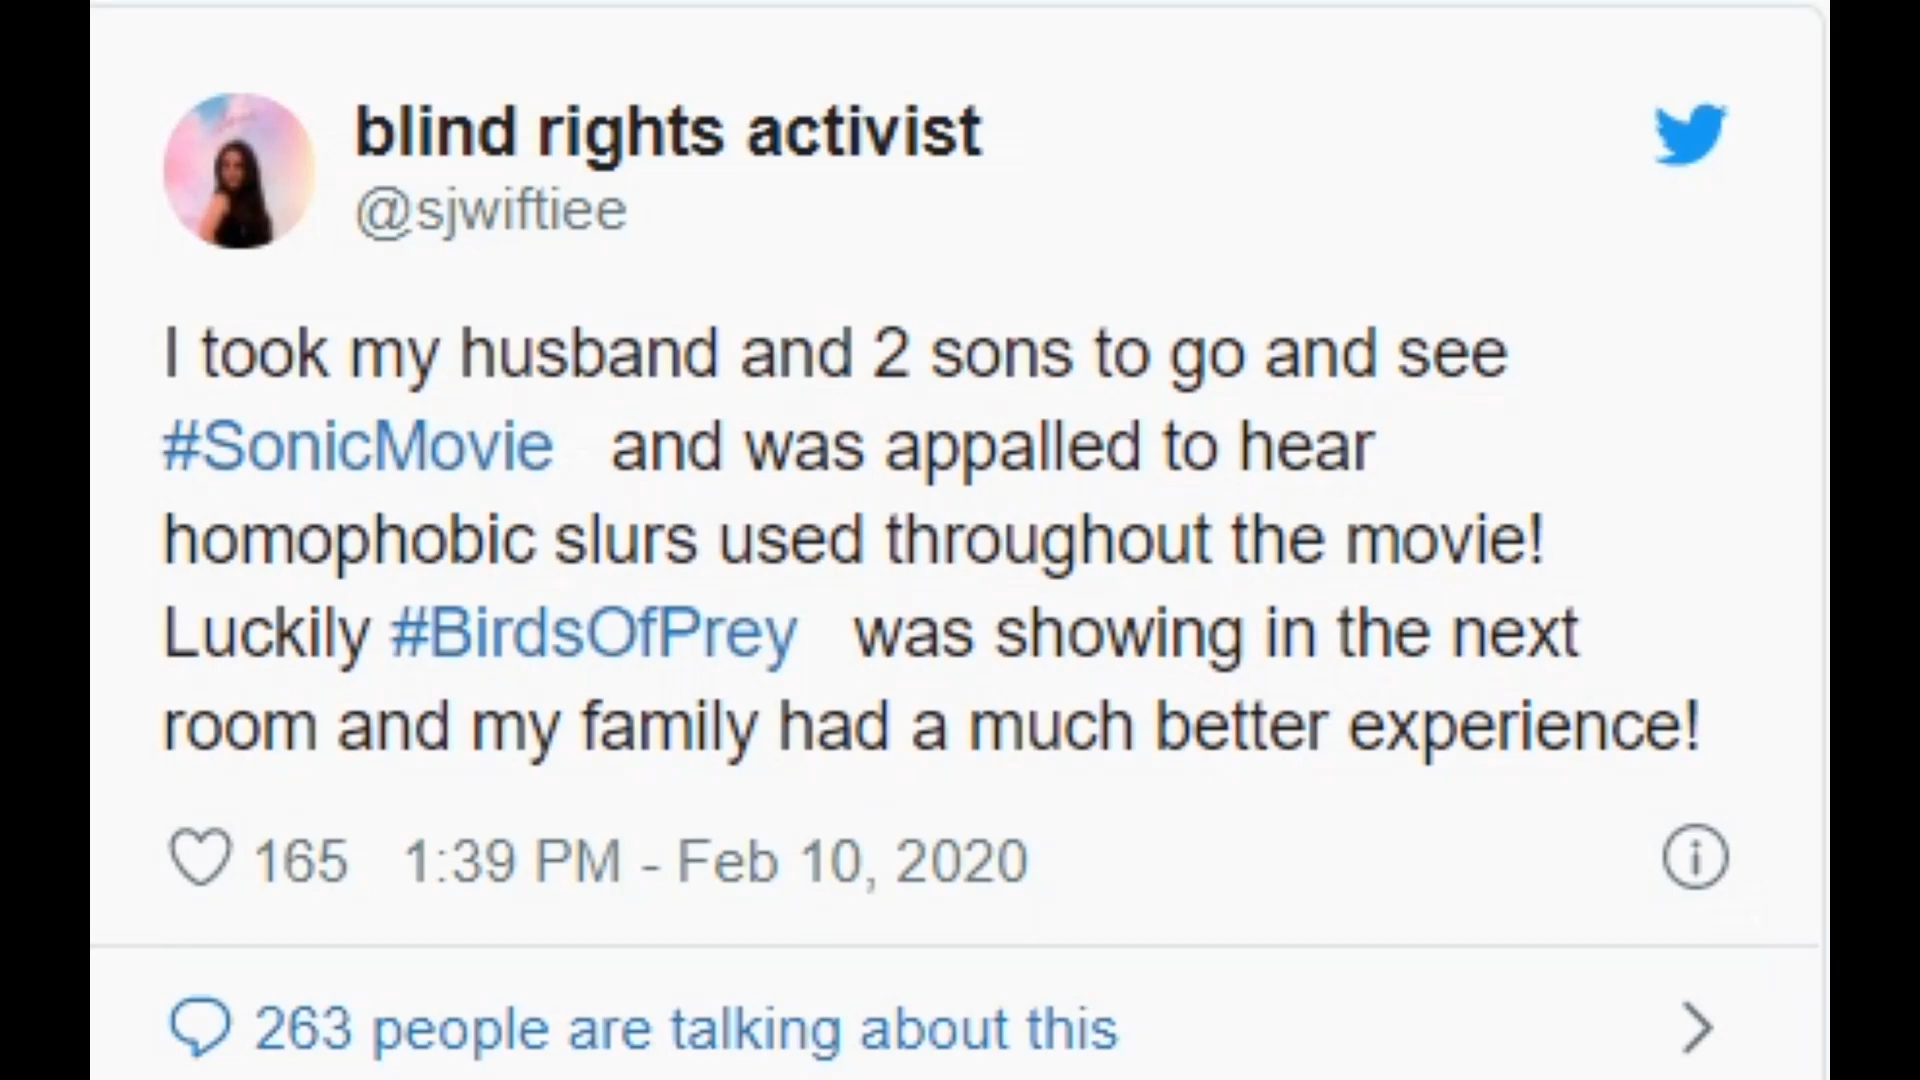 blind rights activist
@sjwiftiee
I took my husband and 2 sons to go and see
#SonicMovie and was appalled to hear
homophobic slurs used throughout the movie!
Luckily #BirdsOfPrey was showing in the next
room and my family had a much better experience!
165 1:39 PM - Feb 10, 2020
263 people are talking about this